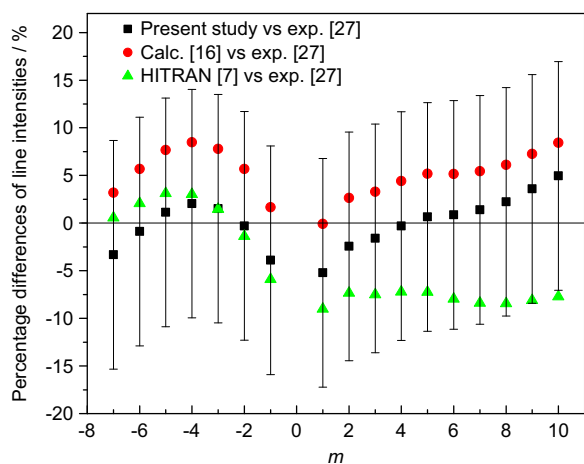 Present study vs exp. [27]
Calc. [16] vs exp. [27]
HITRAN [7] vs exp. [27]
Percentage differences of line intensities / %
20
15
10
5
0
-5
-10
-15
-20
-8 -6 -4 -2 0 2 4 6 8 10
m